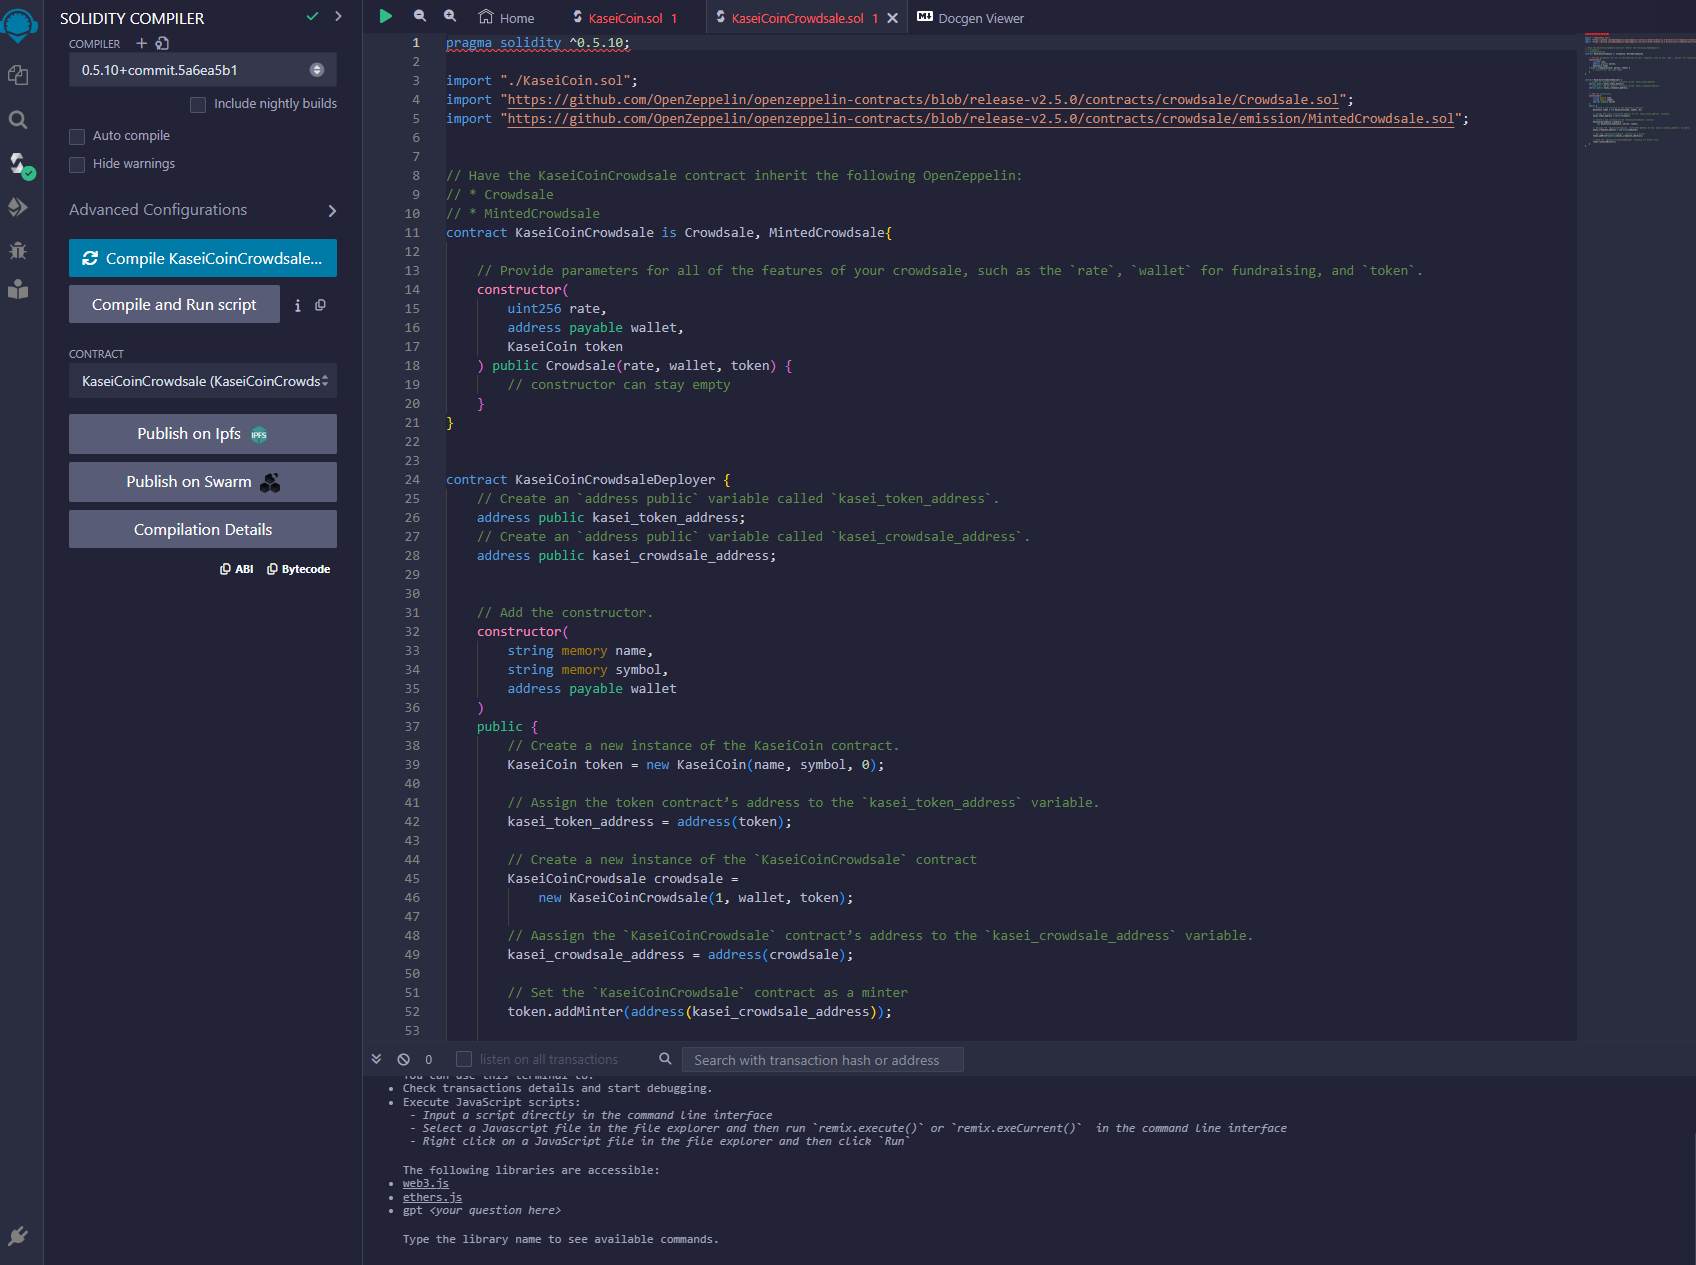 SOLIDITY COMPILER
COMPILER
0.5.10+commit.5a6ea5b1
Include nightly builds
Auto compile
Hide warnings
Advanced Configurations
Compile KaseiCoinCrowdsale...
Compile and Run script
i
CONTRACT
KaseiCoinCrowdsale (KaseiCoinCrowds
Publish on Ipfs IPFS
Publish on Swarm
Compilation Details
ABI Bytecode
Home KaseiCoin.sol 1 KaseiCoinCrowdsale.sol 1 Docgen Viewer
1 pragma solidity ^0.5.10;
2
3 import "./KaseiCoin.sol";
4 import "https://github.com/OpenZeppelin/openzeppelin-contracts/blob/release-v2.5.0/contracts/crowdsale/Crowdsale.sol";
5 import "https://github.com/OpenZeppelin/openzeppelin-contracts/blob/release-v2.5.0/contracts/crowdsale/emission/MintedCrowdsale.sol";
6
7
8 // Have the KaseiCoinCrowdsale contract inherit the following OpenZeppelin:
9 // * Crowdsale
10 // * MintedCrowdsale
11 contract KaseiCoinCrowdsale is Crowdsale, MintedCrowdsale{
12
13 // Provide parameters for all of the features of your crowdsale, such as the `rate`, `wallet` for fundraising, and `token`.
14 constructor(
15 uint256 rate,
16 address payable wallet,
17 KaseiCoin token
18 ) public Crowdsale(rate, wallet, token) {
19 // constructor can stay empty
20 }
21 }
22
23
24 contract KaseiCoinCrowdsaleDeployer {
25 // Create an `address public` variable called `kasei_token_address`.
26 address public kasei_token_address;
27 // Create an `address public` variable called `kasei_crowdsale_address`.
28 address public kasei_crowdsale_address;
29
30
31 // Add the constructor.
32 constructor(
33 string memory name,
34 string memory symbol,
35 address payable wallet
36 )
37 public {
38 // Create a new instance of the KaseiCoin contract.
39 KaseiCoin token = new KaseiCoin(name, symbol, 0);
40
41 // Assign the token contract’s address to the `kasei_token_address` variable.
42 kasei_token_address = address(token);
43
44 // Create a new instance of the `KaseiCoinCrowdsale` contract
45 KaseiCoinCrowdsale crowdsale =
46 new KaseiCoinCrowdsale(1, wallet, token);
47
48 // Aassign the `KaseiCoinCrowdsale` contract’s address to the `kasei_crowdsale_address` variable.
49 kasei_crowdsale_address = address(crowdsale);
50
51 // Set the `KaseiCoinCrowdsale` contract as a minter
52 token.addMinter(address(kasei_crowdsale_address));
53
0 listen on all transactions Search with transaction hash or address
You can use this terminal to:
• Check transactions details and start debugging.
• Execute JavaScript scripts:
- Input a script directly in the command line interface
- Select a Javascript file in the file explorer and then run `remix.execute()` or `remix.exeCurrent()` in the command line interface
- Right click on a JavaScript file in the file explorer and then click `Run`
The following libraries are accessible:
• web3.js
• ethers.js
• gpt <your question here>
Type the library name to see available commands.